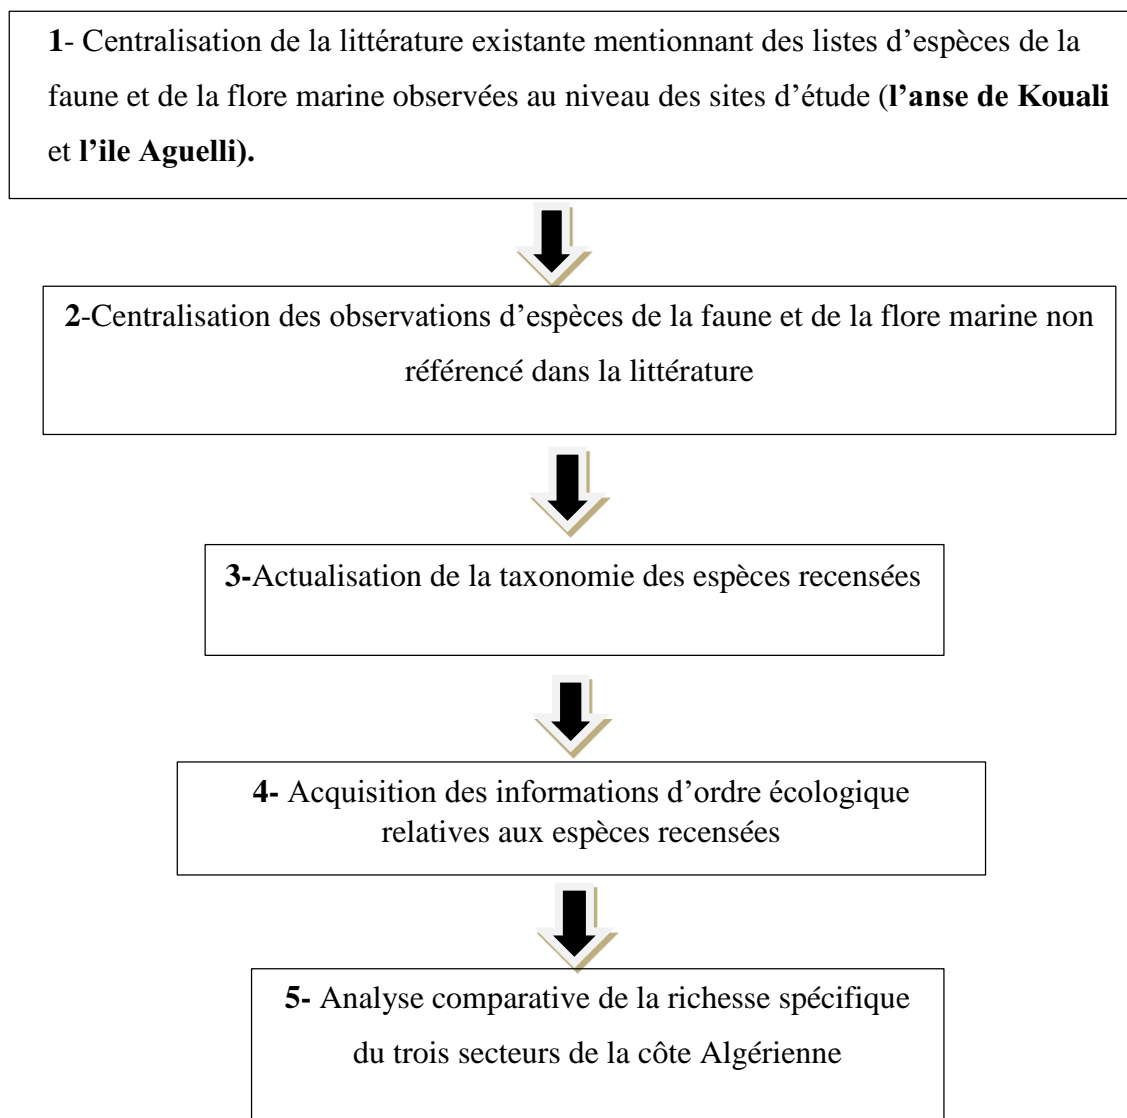 1- Centralisation de la littérature existante mentionnant des listes d’espèces de la
faune et de la flore marine observées au niveau des sites d’étude (l’anse de Kouali
et l’ile Aguelli).
2-Centralisation des observations d’espèces de la faune et de la flore marine non
référencé dans la littérature
3-Actualisation de la taxonomie des espèces recensées
4- Acquisition des informations d’ordre écologique
relatives aux espèces recensées
5- Analyse comparative de la richesse spécifique
du trois secteurs de la côte Algérienne